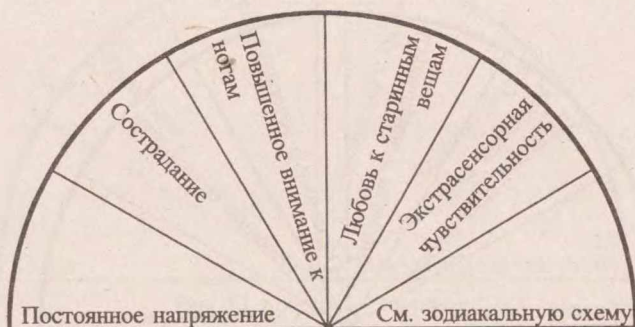 Постоянное напряжение
Сострадание
Повышенное внимание к
ногам
Любовь к старинным
вещам
Экстрасенсорная
чувствительность
См. зодиакальную схему